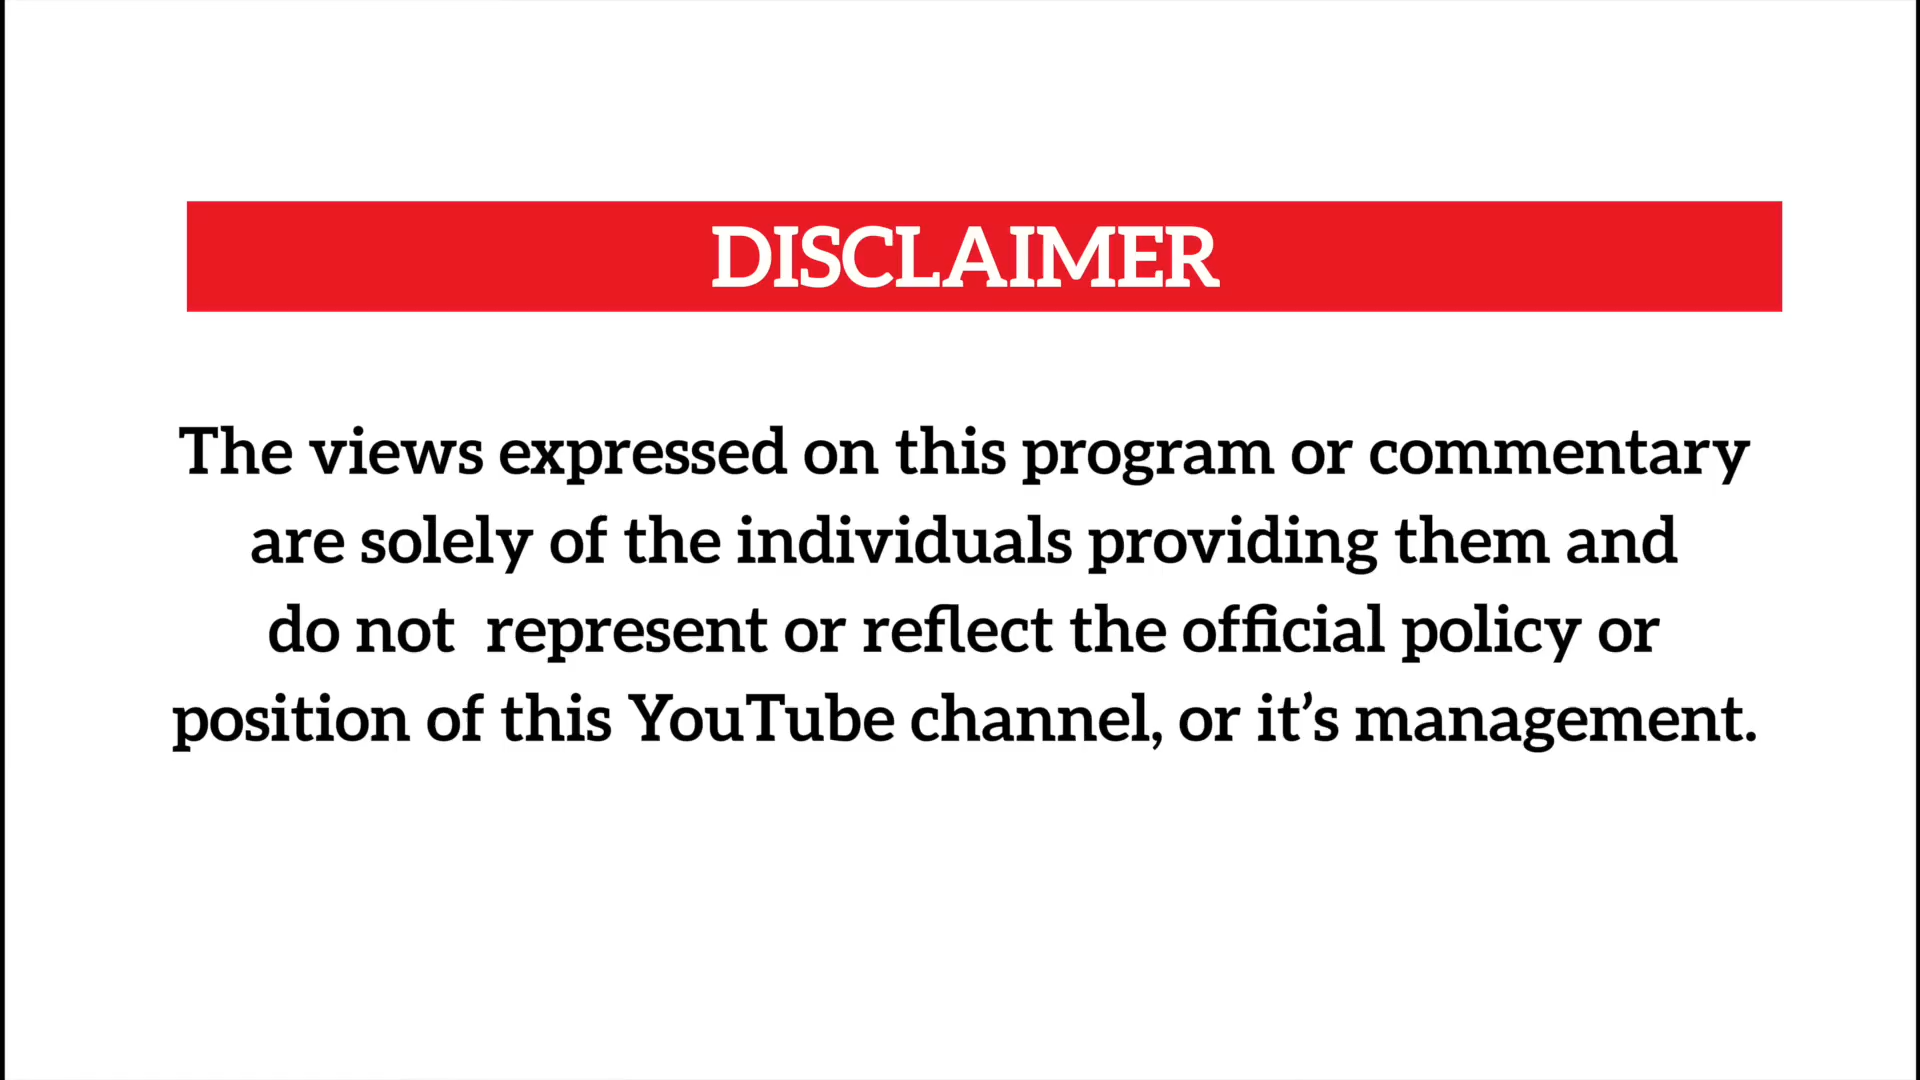 DISCLAIMER
The views expressed on this program or commentary
are solely of the individuals providing them and
do not  represent or reflect the official policy or
position of this YouTube channel, or it’s management.